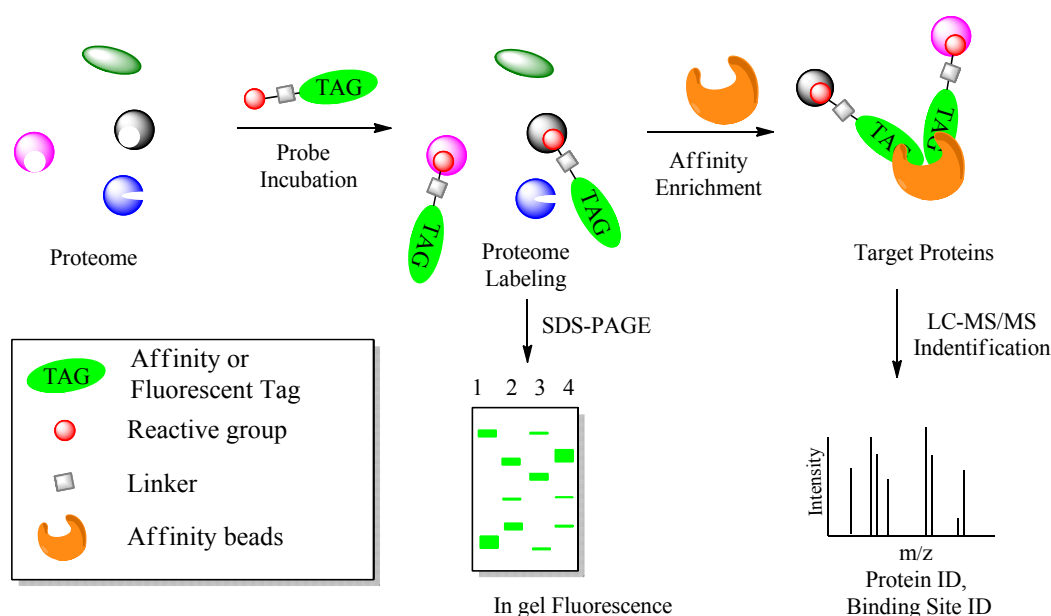 TAG
Probe
Incubation
Proteome
TAG
TAG
Proteome
Labeling
Affinity
Enrichment
TAG
TAG
Target Proteins
SDS-PAGE
LC-MS/MS
Indentification
TAG
Affinity or
Fluorescent Tag
Reactive group
Linker
Affinity beads
1 2 3 4
In gel Fluorescence
Intensity
m/z
Protein ID,
Binding Site ID